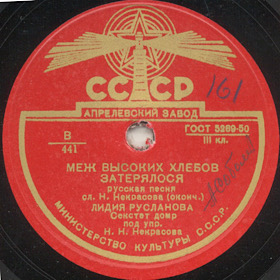 СССР
АПРЕЛЕВСКИЙ ЗАВОД
161
В
441
ГОСТ 5289-50
III кл.
МЕЖ ВЫСОКИХ ХЛЕБОВ
ЗАТЕРЯЛОСЯ
русская песня
сл. Н. Некрасова (оконч.)
ЛИДИЯ РУСЛАНОВА
Секстет домр
под упр.
Н. Н. Некрасова
МИНИСТЕРСТВО КУЛЬТУРЫ С.С.С.Р.